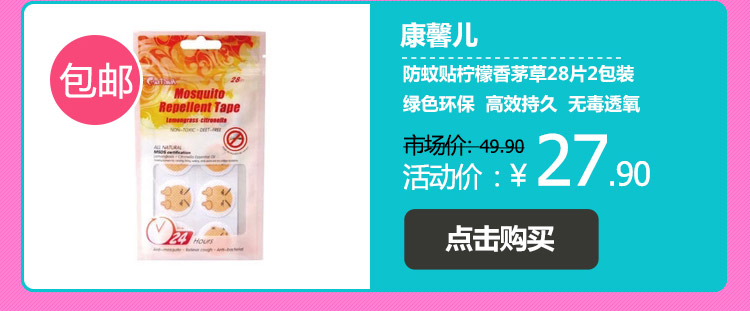 包邮
28
Mosquito
Repellent Tape
Lemongrass·citronella
NON-TOXIC · DEET-FREE
ALL NATURAL
MSDS certification
24 Hours
康馨儿
防蚊贴柠檬香茅草28片2包装
绿色环保 高效持久 无毒透氧
市场价: 49.90
活动价：¥ 27.90
点击购买